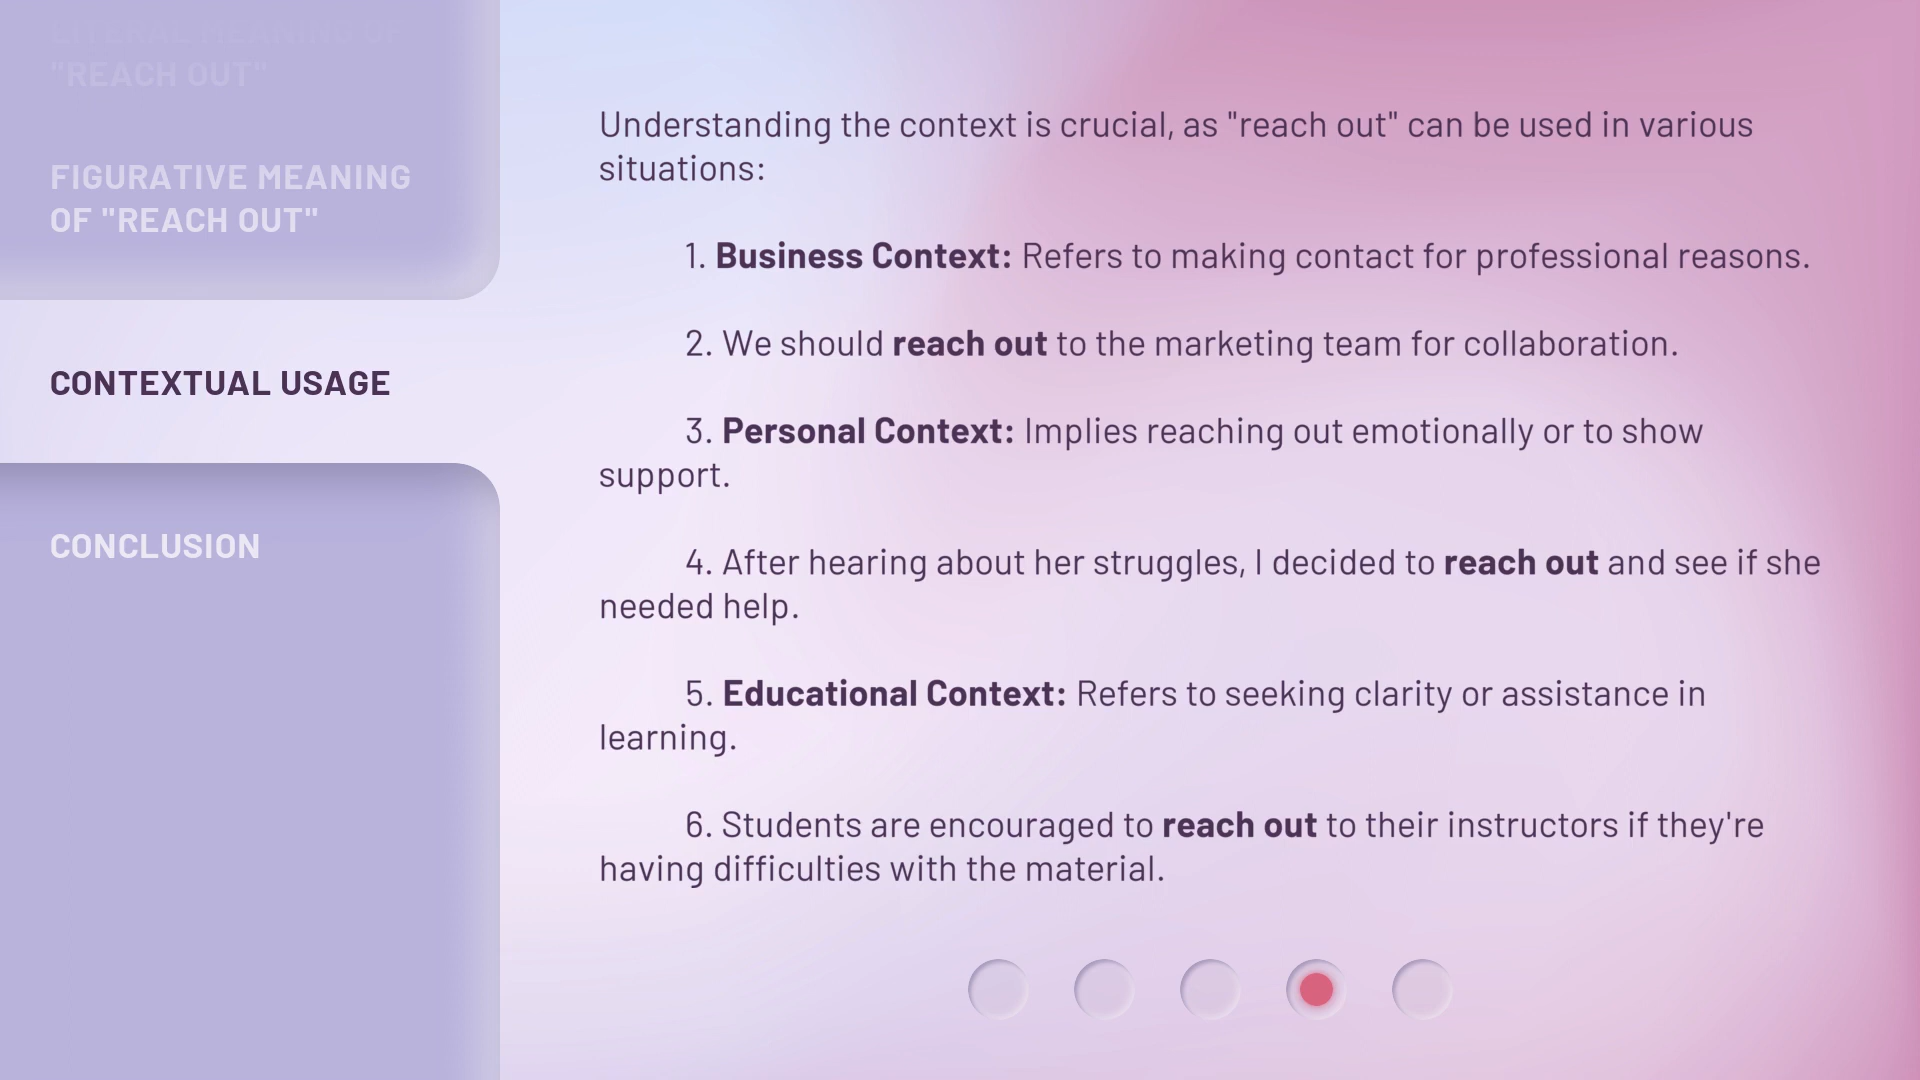 LITERAL MEANING OF
"REACH OUT"
FIGURATIVE MEANING
OF "REACH OUT"
CONTEXTUAL USAGE
CONCLUSION
Understanding the context is crucial, as "reach out" can be used in various
situations:
1. Business Context: Refers to making contact for professional reasons.
2. We should reach out to the marketing team for collaboration.
3. Personal Context: Implies reaching out emotionally or to show
support.
4. After hearing about her struggles, I decided to reach out and see if she
needed help.
5. Educational Context: Refers to seeking clarity or assistance in
learning.
6. Students are encouraged to reach out to their instructors if they're
having difficulties with the material.